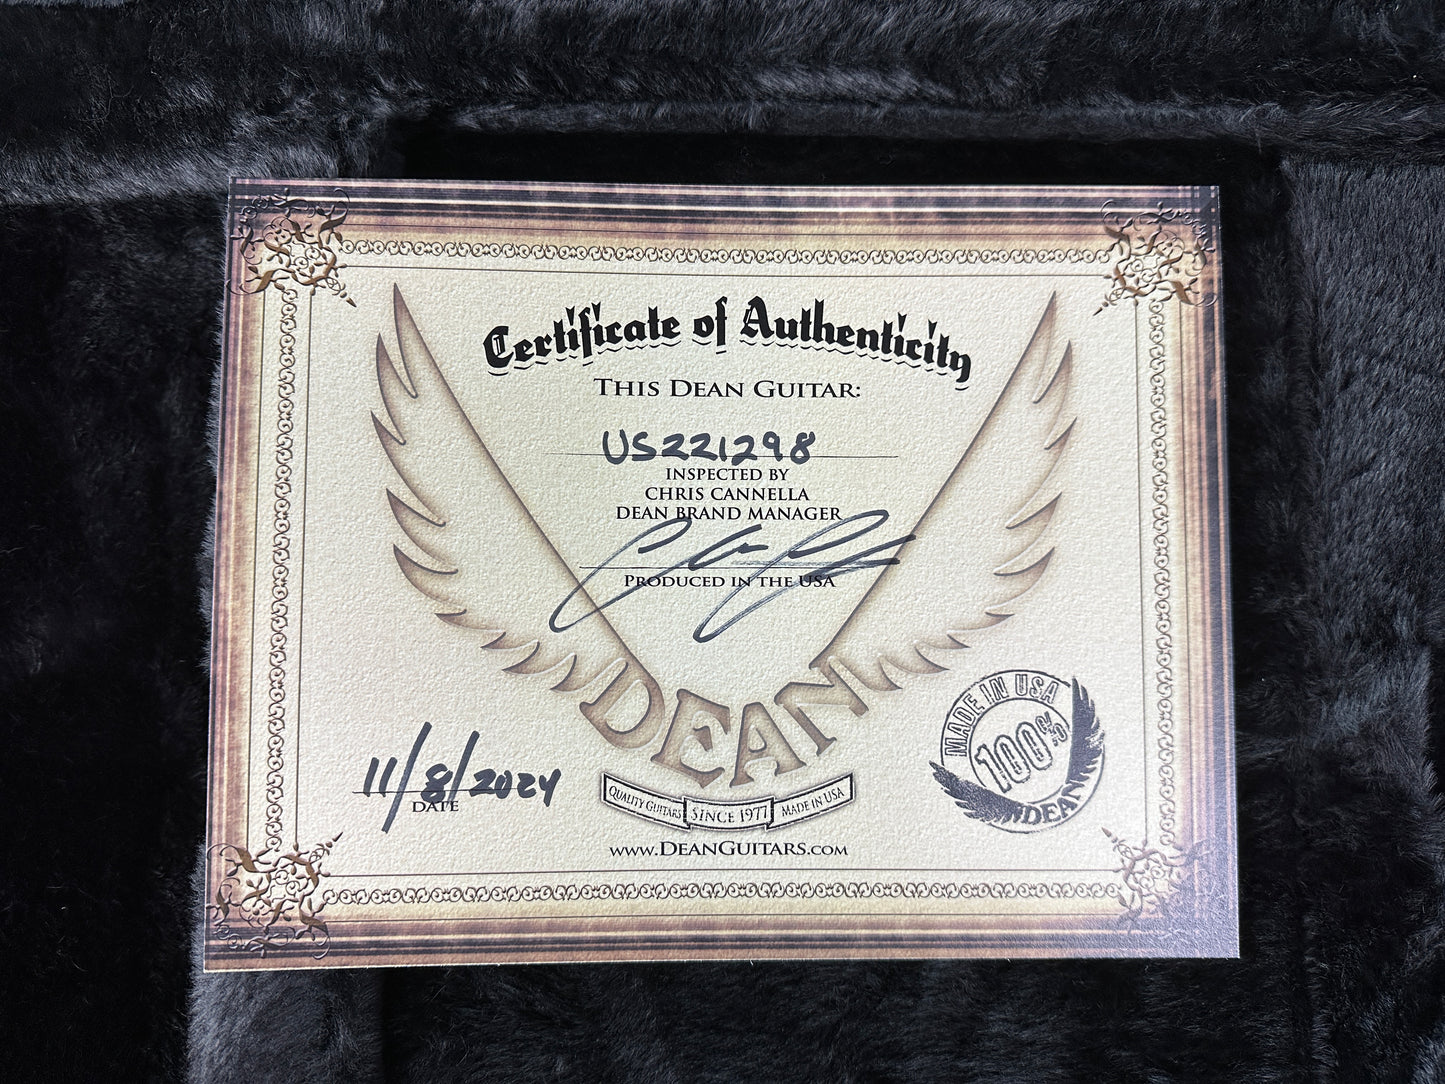 Certificate of Authenticity
THIS DEAN GUITAR:
US221298
INSPECTED BY
CHRIS CANNELLA
DEAN BRAND MANAGER
PRODUCED IN THE USA
MADE IN USA
100%
DEAN
DEAN
11/8/2024
DATE
QUALITY GUITARS SINCE 1977 MADE IN USA
WWW.DEANGUITARS.COM